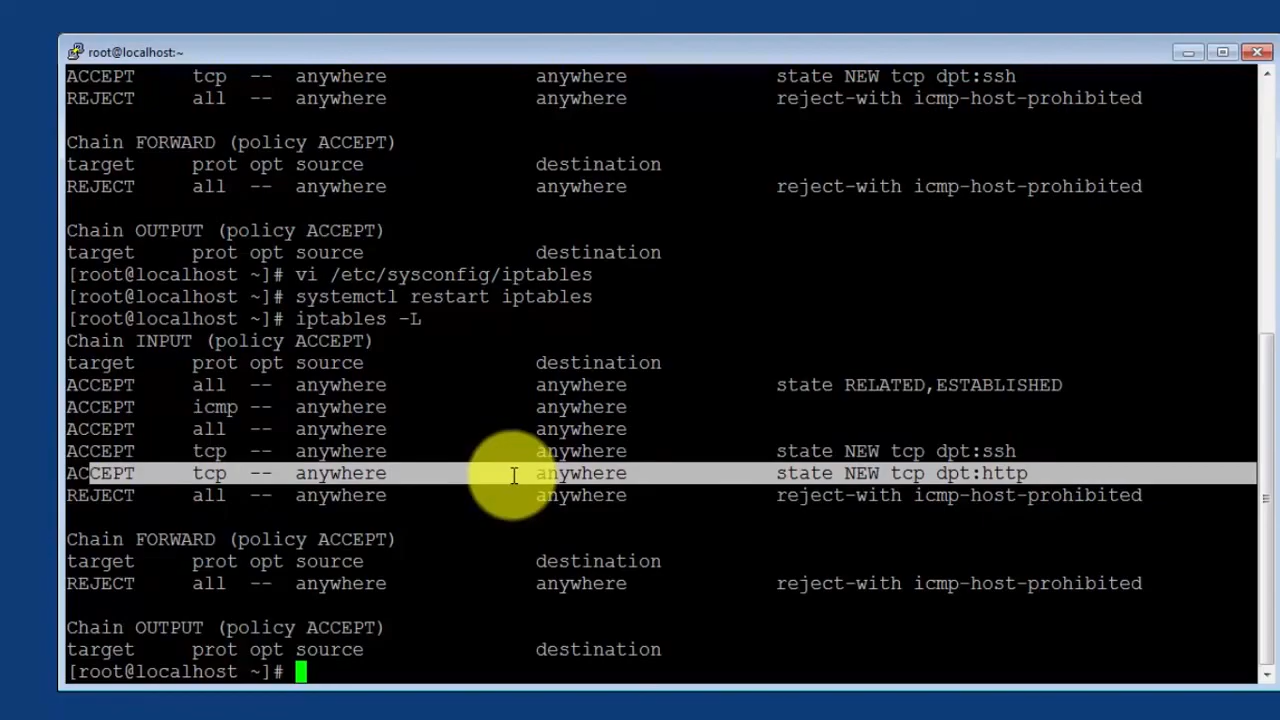 root@localhost:~
ACCEPT tcp -- anywhere anywhere state NEW tcp dpt:ssh
REJECT all -- anywhere anywhere reject-with icmp-host-prohibited
Chain FORWARD (policy ACCEPT)
target prot opt source destination
REJECT all -- anywhere anywhere reject-with icmp-host-prohibited
Chain OUTPUT (policy ACCEPT)
target prot opt source destination
[root@localhost ~]# vi /etc/sysconfig/iptables
[root@localhost ~]# systemctl restart iptables
[root@localhost ~]# iptables -L
Chain INPUT (policy ACCEPT)
target prot opt source destination
ACCEPT all -- anywhere anywhere state RELATED,ESTABLISHED
ACCEPT icmp -- anywhere anywhere
ACCEPT all -- anywhere anywhere
ACCEPT tcp -- anywhere anywhere state NEW tcp dpt:ssh
ACCEPT tcp -- anywhere anywhere state NEW tcp dpt:http
REJECT all -- anywhere anywhere reject-with icmp-host-prohibited
Chain FORWARD (policy ACCEPT)
target prot opt source destination
REJECT all -- anywhere anywhere reject-with icmp-host-prohibited
Chain OUTPUT (policy ACCEPT)
target prot opt source destination
[root@localhost ~]#